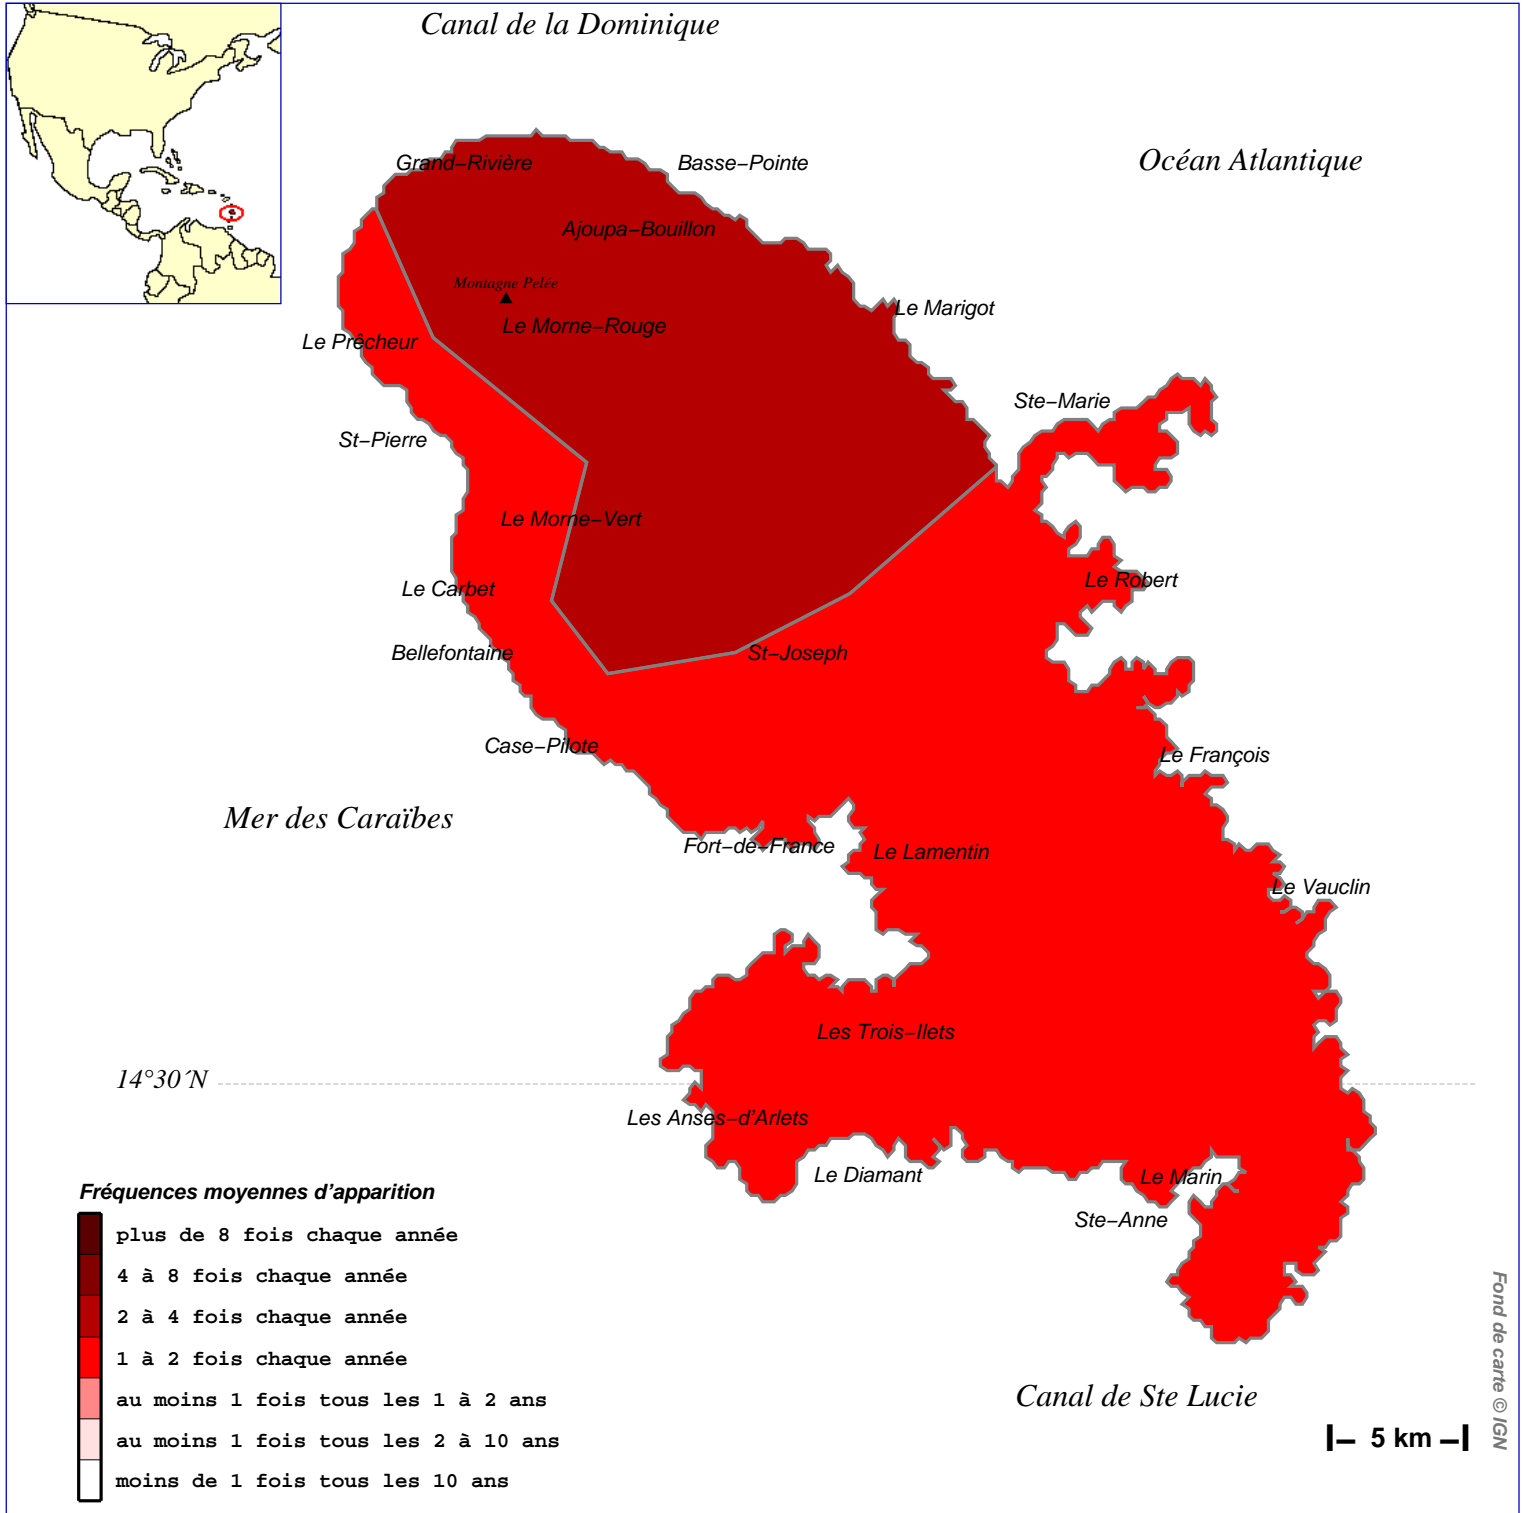 Canal de la Dominique
Océan Atlantique
Grand–Rivière
Basse–Pointe
Ajoupa–Bouillon
Montagne Pelée
Le Marigot
Le Morne–Rouge
Le Prêcheur
Ste–Marie
St–Pierre
Le Morne–Vert
Le Robert
Le Carbet
Bellefontaine
St–Joseph
Case–Pilote
Le François
Mer des Caraïbes
Fort–de–France
Le Lamentin
Le Vauclin
Les Trois–Ilets
14°30´N
Les Anses–d'Arlets
Le Diamant
Le Marin
Ste–Anne
Fréquences moyennes d'apparition
plus de 8 fois chaque année
4 à 8 fois chaque année
2 à 4 fois chaque année
1 à 2 fois chaque année
au moins 1 fois tous les 1 à 2 ans
au moins 1 fois tous les 2 à 10 ans
moins de 1 fois tous les 10 ans
Canal de Ste Lucie
5 km
Fond de carte © IGN